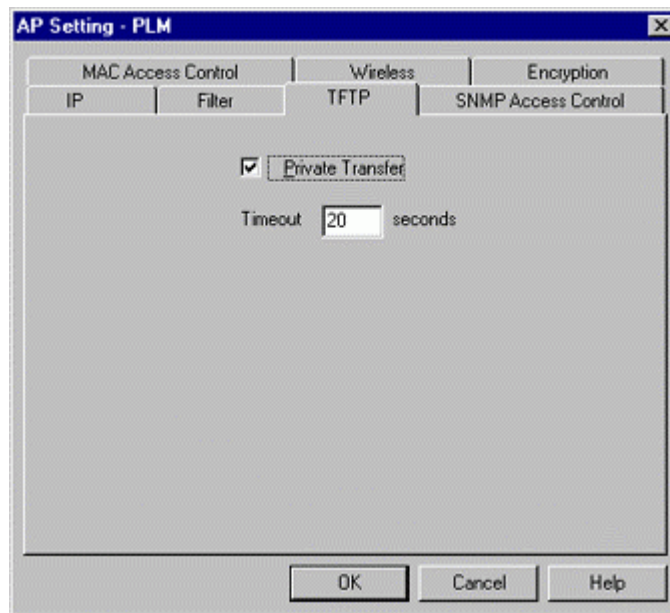 AP Setting - PLM
MAC Access Control Wireless Encryption
IP Filter TFTP SNMP Access Control
Private Transfer
Timeout 20 seconds
OK Cancel Help